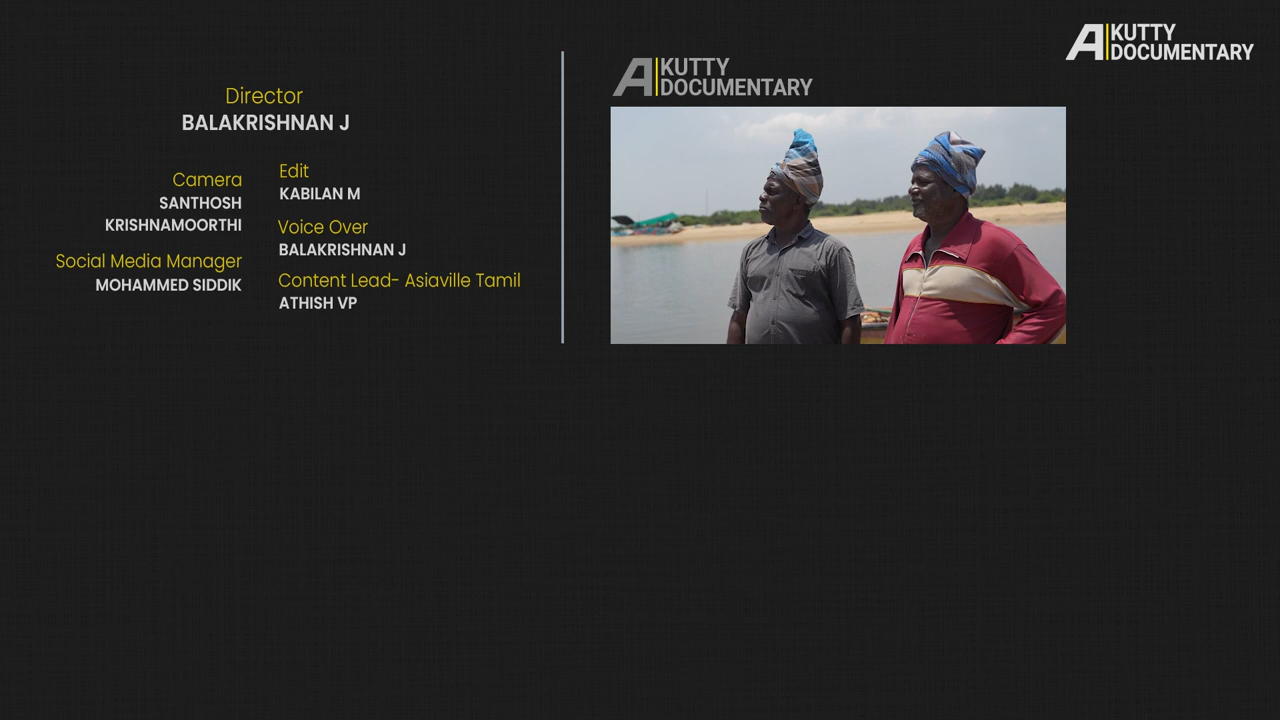 Director
BALAKRISHNAN J
Camera
SANTHOSH
KRISHNAMOORTHI
Social Media Manager
MOHAMMED SIDDIK
Edit
KABILAN M
Voice Over
BALAKRISHNAN J
Content Lead- Asiaville Tamil
ATHISH VP
A KUTTY
DOCUMENTARY
A KUTTY
DOCUMENTARY